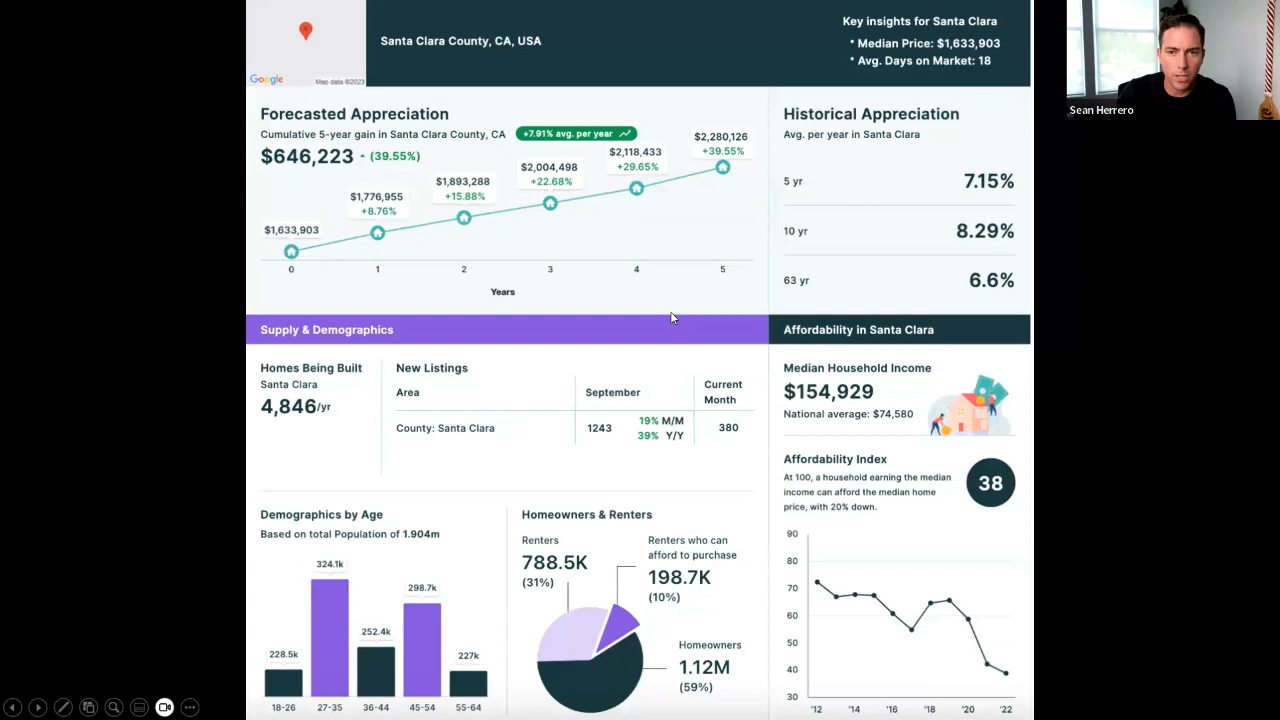 Google
Map data ©2023
Santa Clara County, CA, USA
Key insights for Santa Clara
* Median Price: $1,633,903
* Avg. Days on Market: 18
Sean Herrero
Forecasted Appreciation
Cumulative 5-year gain in Santa Clara County, CA
+7.91% avg. per year
$646,223 (39.55%)
$1,633,903
$1,776,955
+8.76%
$1,893,288
+15.88%
$2,004,498
+22.68%
$2,118,433
+29.65%
$2,280,126
+39.55%
0 1 2 3 4 5
Years
Historical Appreciation
Avg. per year in Santa Clara
5 yr 7.15%
10 yr 8.29%
63 yr 6.6%
Supply & Demographics
Homes Being Built
Santa Clara
4,846/yr
New Listings
Area September Current Month
County: Santa Clara 1243 19% M/M 380
39% Y/Y
Affordability in Santa Clara
Median Household Income
$154,929
National average: $74,580
Affordability Index
At 100, a household earning the median
income can afford the median home
price, with 20% down.
38
90
80
70
60
50
40
30
'12 '14 '16 '18 '20 '22
Demographics by Age
Based on total Population of 1.904m
228.5k
324.1k
252.4k
298.7k
227k
18-26 27-35 36-44 45-54 55-64
Homeowners & Renters
Renters
788.5K
(31%)
Renters who can
afford to purchase
198.7K
(10%)
Homeowners
1.12M
(59%)